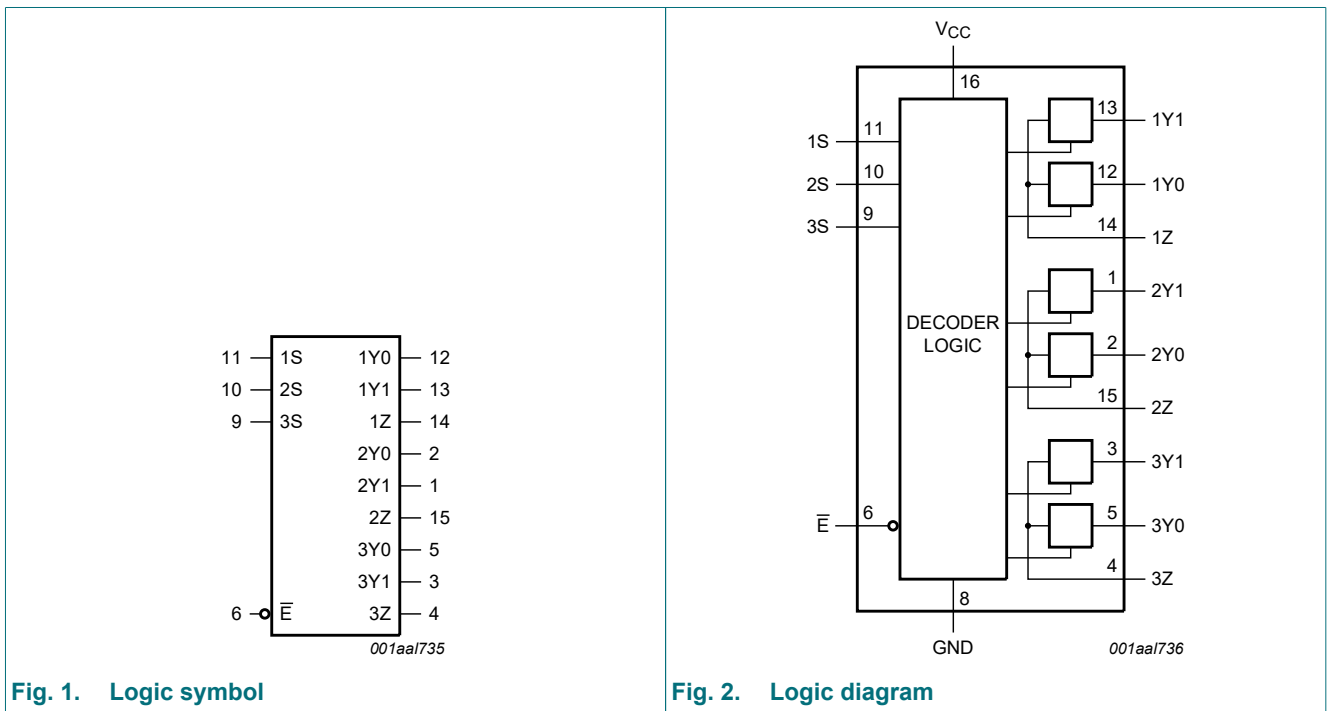 11 1S 1Y0 12
10 2S 1Y1 13
9 3S 1Z 14
2Y0 2
2Y1 1
2Z 15
3Y0 5
3Y1 3
6 E̅ 3Z 4
001aal735
Fig. 1. Logic symbol
VCC
16
13 1Y1
1S 11
2S 10
12 1Y0
3S 9
14 1Z
1 2Y1
DECODER
LOGIC
2 2Y0
15 2Z
3 3Y1
E̅ 6
5 3Y0
4 3Z
8
GND
001aal736
Fig. 2. Logic diagram